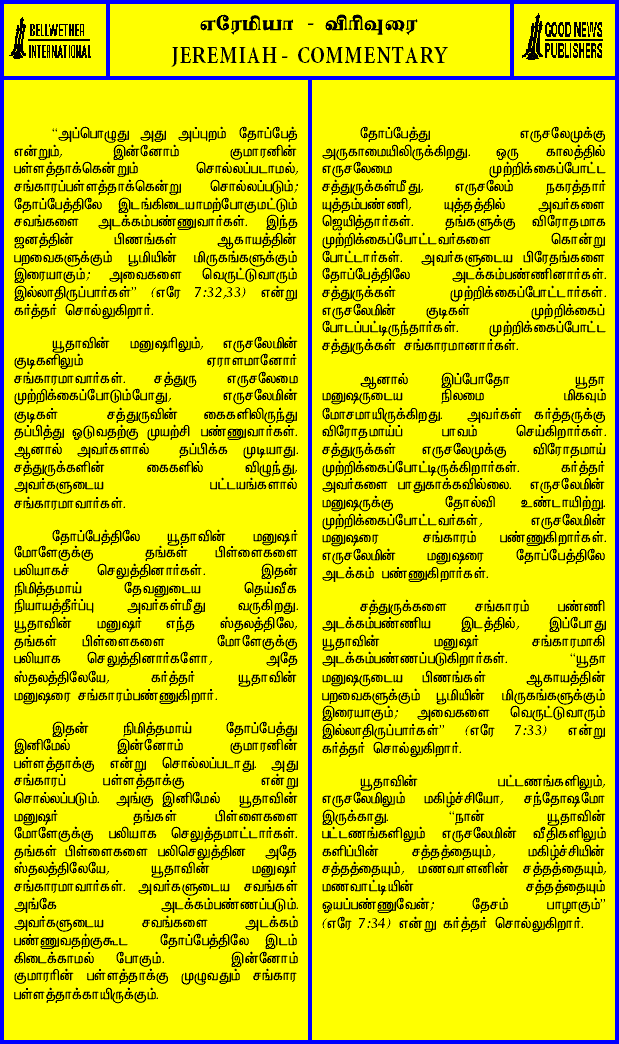 BELLWETHER
INTERNATIONAL
எரேமியா - விரிவுரை
JEREMIAH - COMMENTARY
GOOD NEWS
PUBLISHERS
“அப்பொழுது அது அப்புறம் தோப்பேத்
என்றும், இன்னோம் குமாரனின்
பள்ளத்தாக்கென்றும் சொல்லப்படாமல்,
சங்காரப்பள்ளத்தாக்கென்று சொல்லப்படும்;
தோப்பேத்திலே இடங்கிடையாமற்போகுமட்டும்
சவங்களை அடக்கம்பண்ணுவார்கள். இந்த
ஜனத்தின் பிணங்கள் ஆகாயத்தின்
பறவைகளுக்கும் பூமியின் மிருகங்களுக்கும்
இரையாகும்; அவைகளை வெருட்டுவாரும்
இல்லாதிருப்பார்கள்” (எரே 7:32,33) என்று
கர்த்தர் சொல்லுகிறார்.
யூதாவின் மனுஷரிலும், எருசலேமின்
குடிகளிலும் ஏராளமானோர்
சங்காரமாவார்கள். சத்துரு எருசலேமை
முற்றிக்கைப்போடும்போது, எருசலேமின்
குடிகள் சத்துருவின் கைகளிலிருந்து
தப்பித்து ஓடுவதற்கு முயற்சி பண்ணுவார்கள்.
ஆனால் அவர்களால் தப்பிக்க முடியாது.
சத்துருக்களின் கைகளில் விழுந்து,
அவர்களுடைய பட்டயங்களால்
சங்காரமாவார்கள்.
தோப்பேத்திலே யூதாவின் மனுஷர்
மோளேகுக்கு தங்கள் பிள்ளைகளை
பலியாகச் செலுத்தினார்கள். இதன்
நிமித்தமாய் தேவனுடைய தெய்வீக
நியாயத்தீர்ப்பு அவர்கள்மீது வருகிறது.
யூதாவின் மனுஷர் எந்த ஸ்தலத்திலே,
தங்கள் பிள்ளைகளை மோளேகுக்கு
பலியாக செலுத்தினார்களோ, அதே
ஸ்தலத்திலேயே, கர்த்தர் யூதாவின்
மனுஷரை சங்காரம்பண்ணுகிறார்.
இதன் நிமித்தமாய் தோப்பேத்து
இனிமேல் இன்னோம் குமாரனின்
பள்ளத்தாக்கு என்று சொல்லப்படாது. அது
சங்காரப் பள்ளத்தாக்கு என்று
சொல்லப்படும். அங்கு இனிமேல் யூதாவின்
மனுஷர் தங்கள் பிள்ளைகளை
மோளேகுக்கு பலியாக செலுத்தமாட்டார்கள்.
தங்கள் பிள்ளைகளை பலிசெலுத்தின அதே
ஸ்தலத்திலேயே, யூதாவின் மனுஷர்
சங்காரமாவார்கள். அவர்களுடைய சவங்கள்
அங்கே அடக்கம்பண்ணப்படும்.
அவர்களுடைய சவங்களை அடக்கம்
பண்ணுவதற்குகூட தோப்பேத்திலே இடம்
கிடைக்காமல் போகும். இன்னோம்
குமாரரின் பள்ளத்தாக்கு முழுவதும் சங்கார
பள்ளத்தாக்காயிருக்கும்.
தோப்பேத்து எருசலேமுக்கு
அருகாமையிலிருக்கிறது. ஒரு காலத்தில்
எருசலேமை முற்றிக்கைப்போட்ட
சத்துருக்கள்மீது, எருசலேம் நகரத்தார்
யுத்தம்பண்ணி, யுத்தத்தில் அவர்களை
ஜெயித்தார்கள். தங்களுக்கு விரோதமாக
முற்றிக்கைப்போட்டவர்களை கொன்று
போட்டார்கள். அவர்களுடைய பிரேதங்களை
தோப்பேத்திலே அடக்கம்பண்ணினார்கள்.
சத்துருக்கள் முற்றிக்கைப்போட்டார்கள்.
எருசலேமின் குடிகள் முற்றிக்கைப்
போடப்பட்டிருந்தார்கள். முற்றிக்கைப்போட்ட
சத்துருக்கள் சங்காரமானார்கள்.
ஆனால் இப்போதோ யூதா
மனுஷருடைய நிலமை மிகவும்
மோசமாயிருக்கிறது. அவர்கள் கர்த்தருக்கு
விரோதமாய்ப் பாவம் செய்கிறார்கள்.
சத்துருக்கள் எருசலேமுக்கு விரோதமாய்
முற்றிக்கைப்போட்டிருக்கிறார்கள். கர்த்தர்
அவர்களை பாதுகாக்கவில்லை. எருசலேமின்
மனுஷருக்கு தோல்வி உண்டாயிற்று.
முற்றிக்கைப்போட்டவர்கள், எருசலேமின்
மனுஷரை சங்காரம் பண்ணுகிறார்கள்.
எருசலேமின் மனுஷரை தோப்பேத்திலே
அடக்கம் பண்ணுகிறார்கள்.
சத்துருக்களை சங்காரம் பண்ணி
அடக்கம்பண்ணிய இடத்தில், இப்போது
யூதாவின் மனுஷர் சங்காரமாகி
அடக்கம்பண்ணப்படுகிறார்கள். “யூதா
மனுஷருடைய பிணங்கள் ஆகாயத்தின்
பறவைகளுக்கும் பூமியின் மிருகங்களுக்கும்
இரையாகும்; அவைகளை வெருட்டுவாரும்
இல்லாதிருப்பார்கள்” (எரே 7:33) என்று
கர்த்தர் சொல்லுகிறார்.
யூதாவின் பட்டணங்களிலும்,
எருசலேமிலும் மகிழ்ச்சியோ, சந்தோஷமோ
இருக்காது. “நான் யூதாவின்
பட்டணங்களிலும் எருசலேமின் வீதிகளிலும்
களிப்பின் சத்தத்தையும், மகிழ்ச்சியின்
சத்தத்தையும், மணவாளனின் சத்தத்தையும்,
மணவாட்டியின் சத்தத்தையும்
ஓயப்பண்ணுவேன்; தேசம் பாழாகும்”
(எரே 7:34) என்று கர்த்தர் சொல்லுகிறார்.